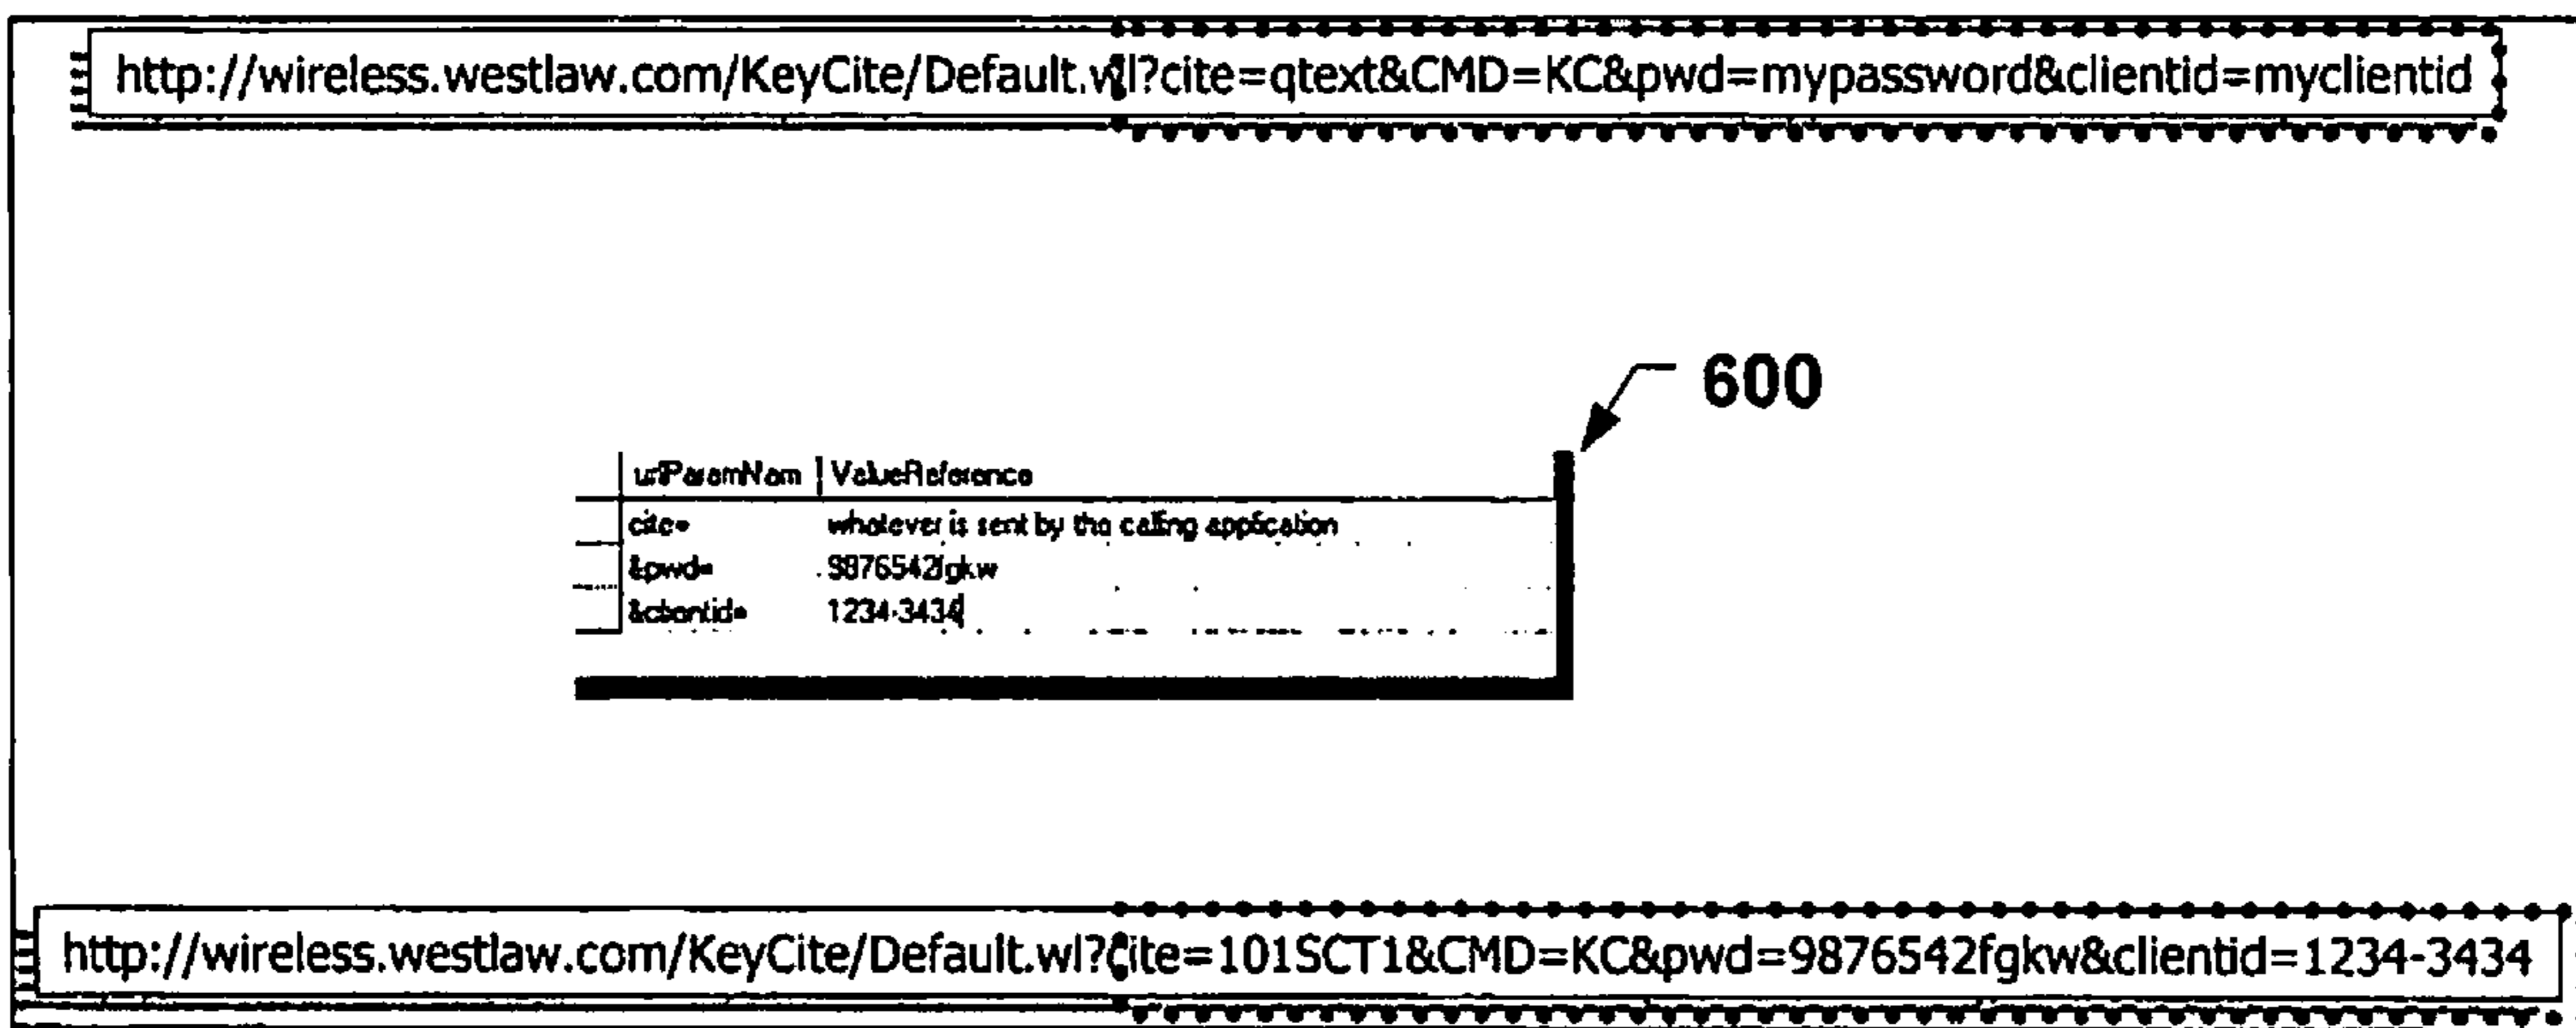 http://wireless.westlaw.com/KeyCite/Default.wl?cite=qtext&CMD=KC&pwd=mypassword&clientid=myclientid
600
urlParamNam ValueReference
cite= whatever is sent by the calling application
&pwd= 9876542fgkw
&clientid= 1234-3434
http://wireless.westlaw.com/KeyCite/Default.wl?cite=101SCT1&CMD=KC&pwd=9876542fgkw&clientid=1234-3434